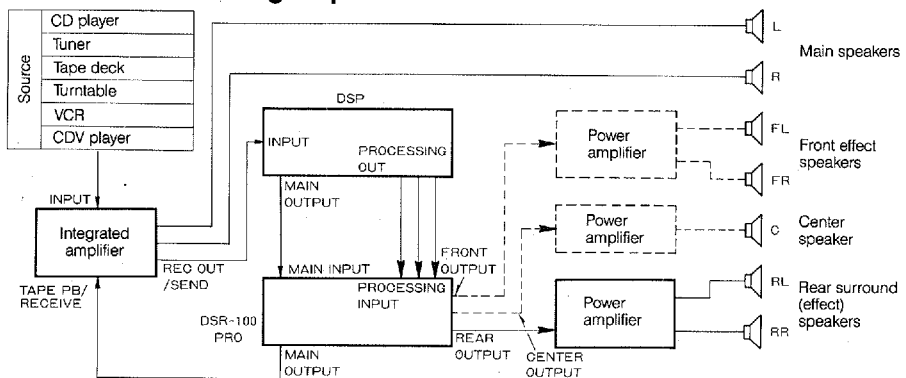 Source
CD player
Tuner
Tape deck
Turntable
VCR
CDV player
INPUT
Integrated
amplifier
TAPE PB/
RECEIVE
REC OUT
/SEND
DSP
INPUT
PROCESSING
OUT
MAIN
OUTPUT
MAIN INPUT
PROCESSING
INPUT
DSR-100
PRO
MAIN
OUTPUT
FRONT
OUTPUT
REAR
OUTPUT
CENTER
OUTPUT
Power
amplifier
Power
amplifier
Power
amplifier
L
R
Main speakers
FL
FR
Front effect
speakers
C
Center
speaker
RL
RR
Rear surround
(effect)
speakers